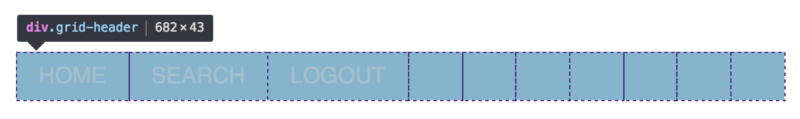 div.grid-header | 682×43
HOME SEARCH LOGOUT